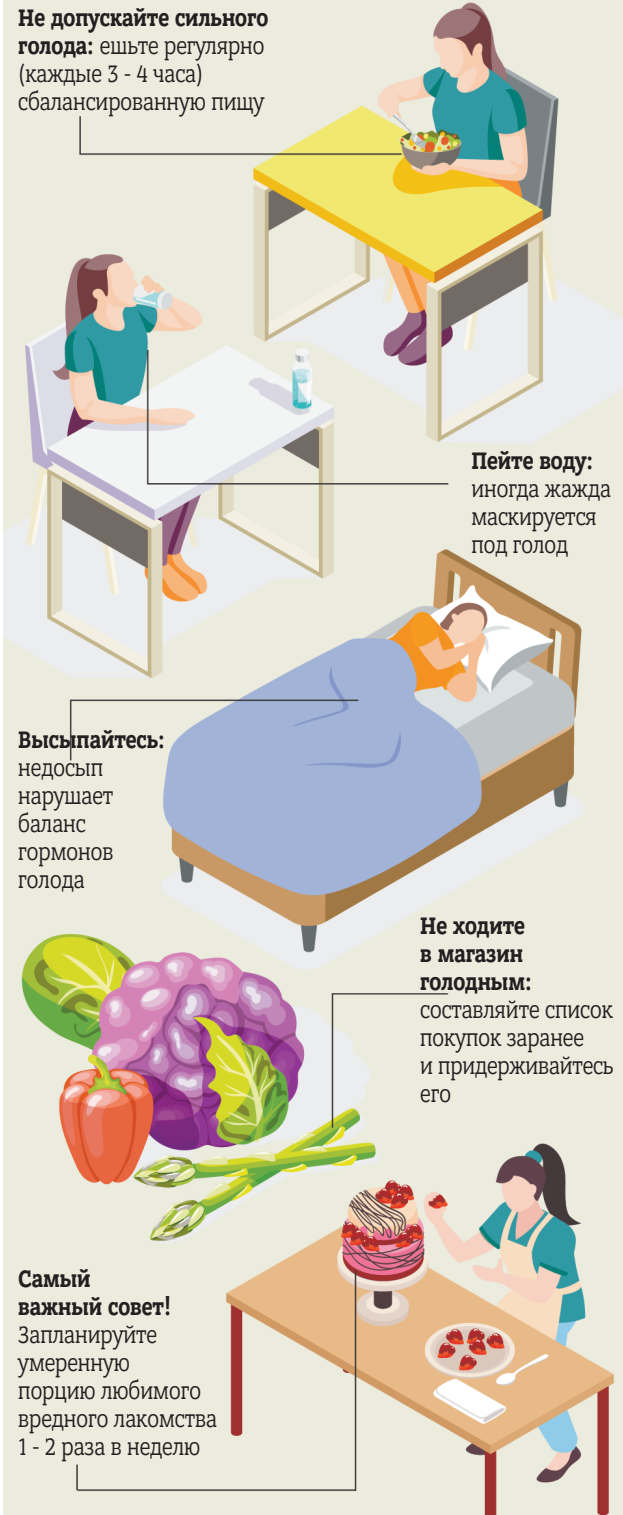 Не допускайте сильного
голода: ешьте регулярно
(каждые 3 - 4 часа)
сбалансированную пищу
Пейте воду:
иногда жажда
маскируется
под голод
Высыпайтесь:
недосып
нарушает
баланс
гормонов
голода
Не ходите
в магазин
голодным:
составляйте список
покупок заранее
и придерживайтесь
его
Самый
важный совет!
Запланируйте
умеренную
порцию любимого
вредного лакомства
1 - 2 раза в неделю